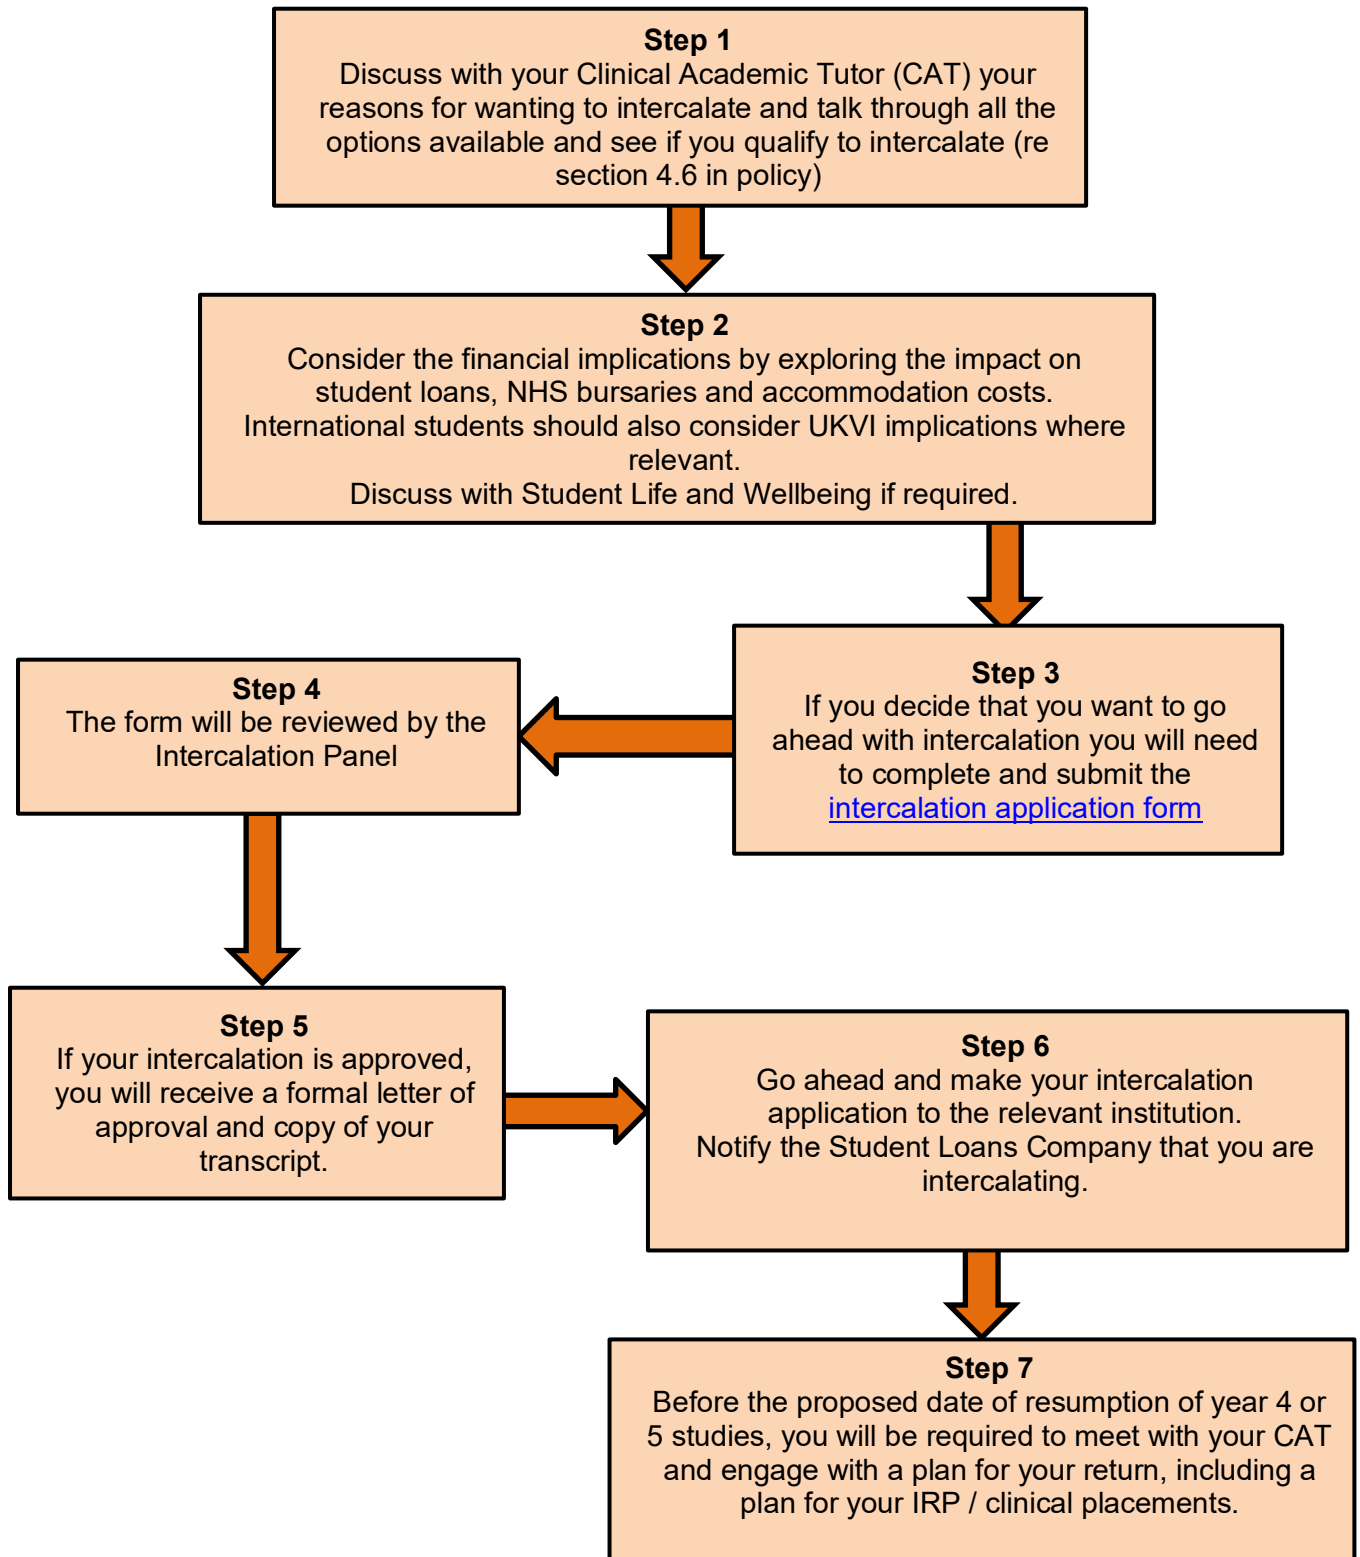 Step 1
Discuss with your Clinical Academic Tutor (CAT) your
reasons for wanting to intercalate and talk through all the
options available and see if you qualify to intercalate (re
section 4.6 in policy)
Step 2
Consider the financial implications by exploring the impact on
student loans, NHS bursaries and accommodation costs.
International students should also consider UKVI implications where
relevant.
Discuss with Student Life and Wellbeing if required.
Step 3
If you decide that you want to go
ahead with intercalation you will need
to complete and submit the
intercalation application form
Step 4
The form will be reviewed by the
Intercalation Panel
Step 5
If your intercalation is approved,
you will receive a formal letter of
approval and copy of your
transcript.
Step 6
Go ahead and make your intercalation
application to the relevant institution.
Notify the Student Loans Company that you are
intercalating.
Step 7
Before the proposed date of resumption of year 4 or
5 studies, you will be required to meet with your CAT
and engage with a plan for your return, including a
plan for your IRP / clinical placements.